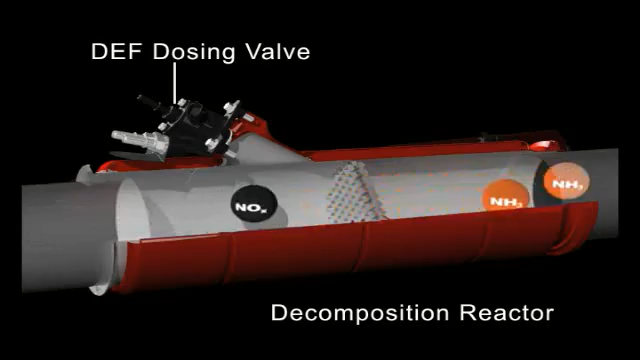 DEF Dosing Valve
NOx
NH3
NH3
Decomposition Reactor